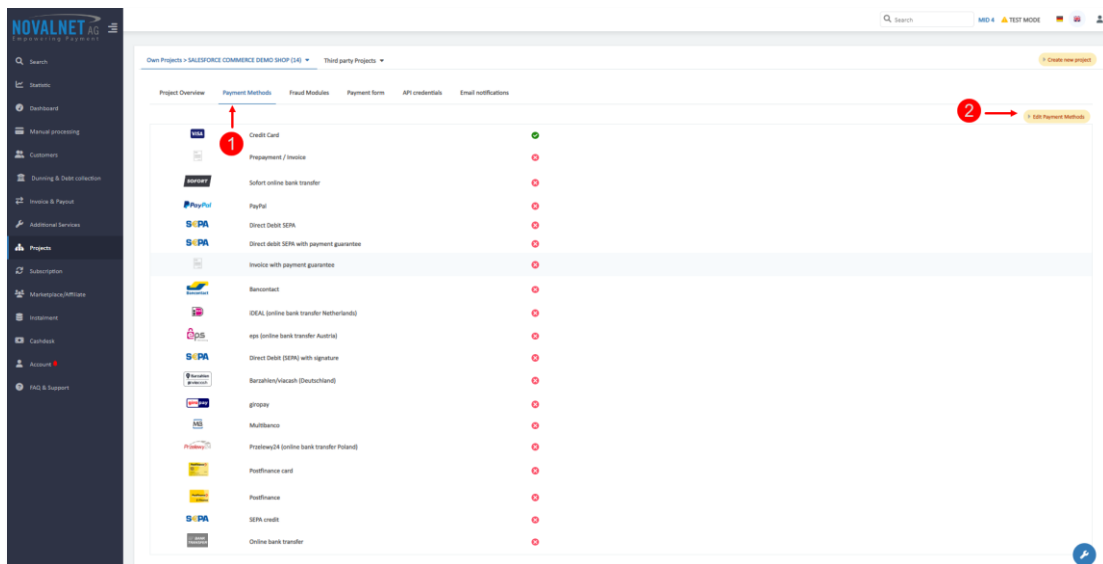 NOVALNET AG
Empowering Payment
Search
MID 4
TEST MODE
Search
Statistic
Dashboard
Manual processing
Customers
Dunning & Debt collection
Invoice & Payout
Additional Services
Projects
Subscription
Marketplace/Affiliate
Instalment
Cashdesk
Account
FAQ & Support
Own Projects > SALESFORCE COMMERCE DEMO SHOP (14)
Third party Projects
Create new project
Project Overview
Payment Methods
Fraud Modules
Payment form
API credentials
Email notifications
1
2
Edit Payment Methods
VISA
Credit Card
Prepayment / Invoice
SOFORT
Sofort online bank transfer
PayPal
PayPal
SEPA
Direct Debit SEPA
SEPA
Direct debit SEPA with payment guarantee
Invoice with payment guarantee
Bancontact
Bancontact
iDEAL (online bank transfer Netherlands)
eps
eps (online bank transfer Austria)
SEPA
Direct Debit (SEPA) with signature
Barzahlen
viacash
Barzahlen/viacash (Deutschland)
giropay
giropay
MB
Multibanco
Przelewy24
Przelewy24 (online bank transfer Poland)
Postfinance card
Postfinance
SEPA
SEPA credit
Online bank transfer